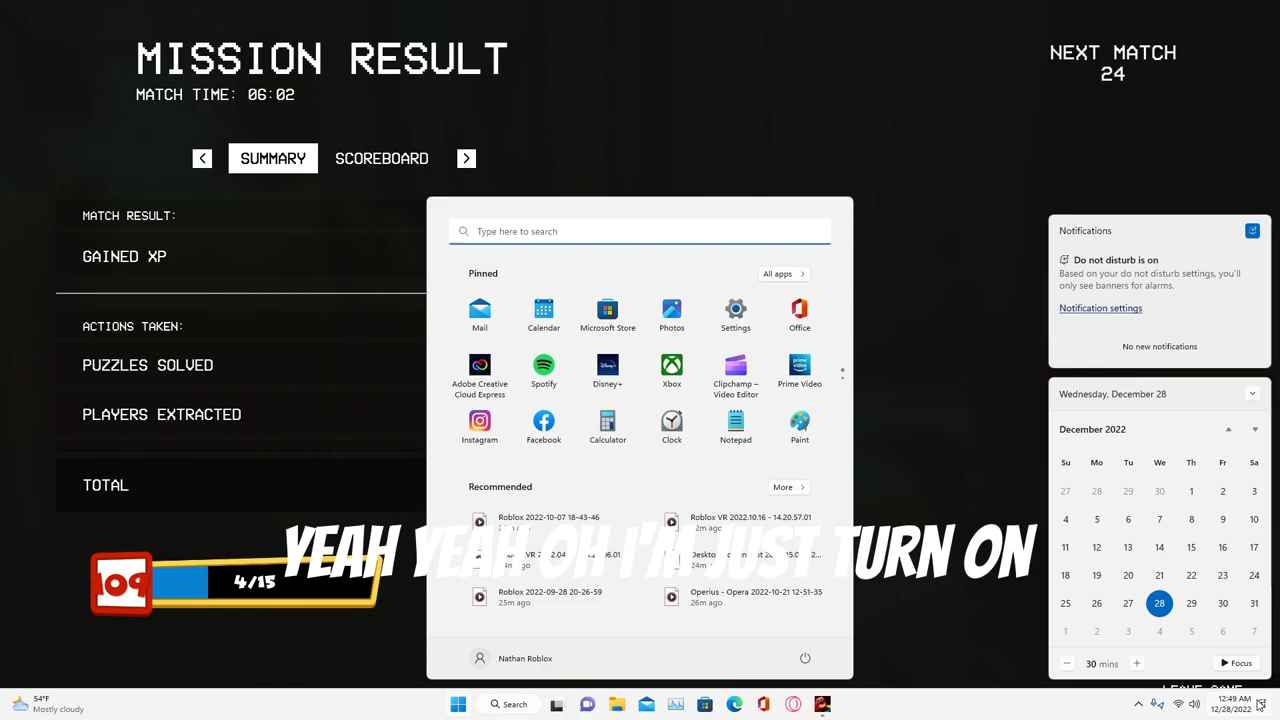 MISSION RESULT
MATCH TIME: 06:02
NEXT MATCH
24
SUMMARY
SCOREBOARD
MATCH RESULT:
GAINED XP
ACTIONS TAKEN:
PUZZLES SOLVED
PLAYERS EXTRACTED
TOTAL
4/15
Type here to search
Pinned
All apps
Mail
Calendar
Microsoft Store
Photos
Settings
Office
Adobe Creative
Cloud Express
Spotify
Disney+
Xbox
Clipchamp –
Video Editor
Prime Video
Instagram
Facebook
Calculator
Clock
Notepad
Paint
Recommended
More
Roblox 2022-10-07 18-43-46
Roblox VR 2022.10.16 - 14.20.57.01
YEAH YEAH OH I'M JUST TURN ON
Roblox 2022-09-28 20-26-59
25m ago
Operius - Opera 2022-10-21 12-51-35
26m ago
Nathan Roblox
Notifications
Do not disturb is on
Based on your do not disturb settings, you'll
only see banners for alarms.
Notification settings
No new notifications
Wednesday, December 28
December 2022
Su Mo Tu We Th Fr Sa
27 28 29 30 1 2 3
4 5 6 7 8 9 10
11 12 13 14 15 16 17
18 19 20 21 22 23 24
25 26 27 28 29 30 31
1 2 3 4 5 6 7
30 mins
Focus
54°F
Mostly cloudy
Search
12:49 AM
12/28/2022